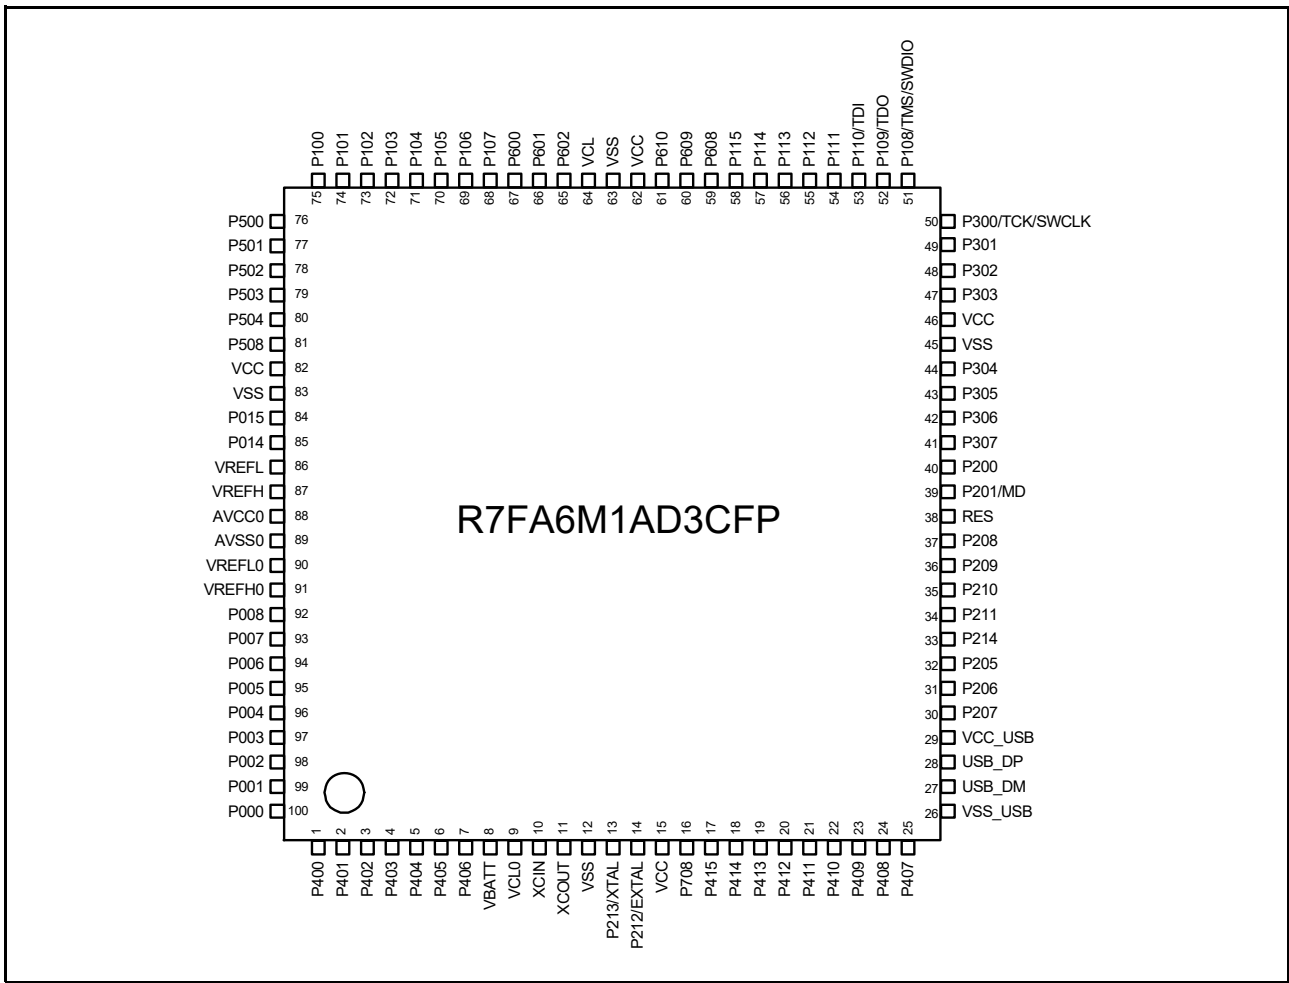 P100
P101
P102
P103
P104
P105
P106
P107
P600
P601
P602
VCL
VSS
VCC
P610
P609
P608
P115
P114
P113
P112
P111
P110/TDI
P109/TDO
P108/TMS/SWDIO
75
74
73
72
71
70
69
68
67
66
65
64
63
62
61
60
59
58
57
56
55
54
53
52
51
P500 76
P501 77
P502 78
P503 79
P504 80
P508 81
VCC 82
VSS 83
P015 84
P014 85
VREFL 86
VREFH 87
AVCC0 88
AVSS0 89
VREFL0 90
VREFH0 91
P008 92
P007 93
P006 94
P005 95
P004 96
P003 97
P002 98
P001 99
P000 100
R7FA6M1AD3CFP
50 P300/TCK/SWCLK
49 P301
48 P302
47 P303
46 VCC
45 VSS
44 P304
43 P305
42 P306
41 P307
40 P200
39 P201/MD
38 RES
37 P208
36 P209
35 P210
34 P211
33 P214
32 P205
31 P206
30 P207
29 VCC_USB
28 USB_DP
27 USB_DM
26 VSS_USB
1
2
3
4
5
6
7
8
9
10
11
12
13
14
15
16
17
18
19
20
21
22
23
24
25
P400
P401
P402
P403
P404
P405
P406
VBATT
VCL0
XCIN
XCOUT
VSS
P213/XTAL
P212/EXTAL
VCC
P708
P415
P414
P413
P412
P411
P410
P409
P408
P407